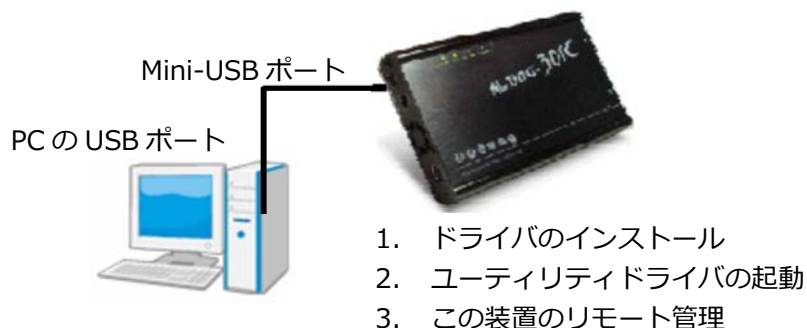 Mini-USB ポート
PC の USB ポート
1. ドライバのインストール
2. ユーティリティドライバの起動
3. この装置のリモート管理